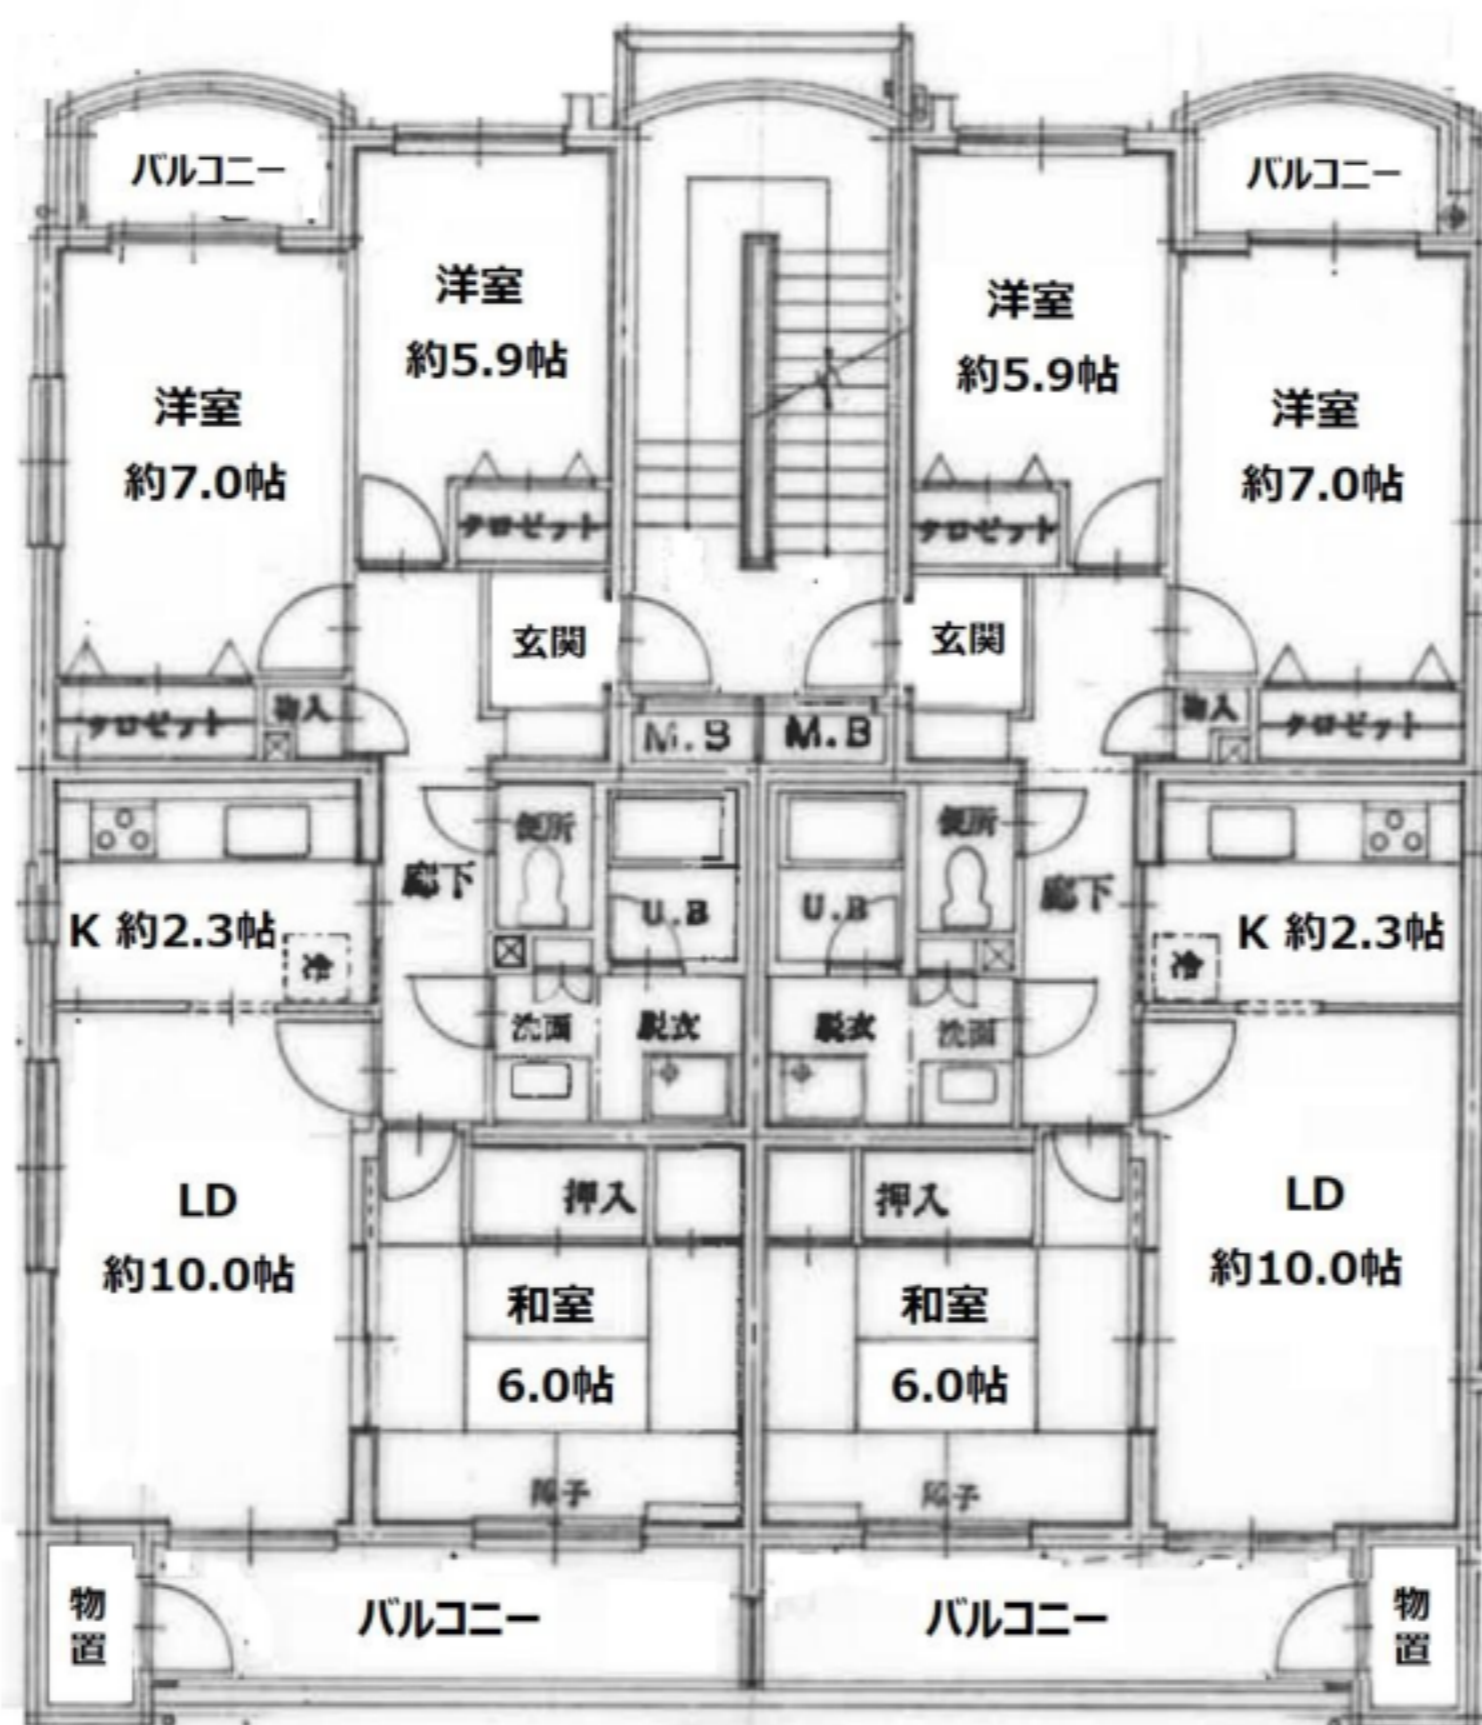 バルコニー
バルコニー
洋室
約5.9帖
洋室
約5.9帖
洋室
約7.0帖
洋室
約7.0帖
クロゼット
クロゼット
玄関
玄関
クロゼット
物入
物入
クロゼット
M.B
M.B
便所
便所
廊下
廊下
U.B
U.B
K 約2.3帖
K 約2.3帖
冷
冷
洗面
脱衣
脱衣
洗面
押入
押入
LD
約10.0帖
LD
約10.0帖
和室
6.0帖
和室
6.0帖
障子
障子
物置
バルコニー
バルコニー
物置